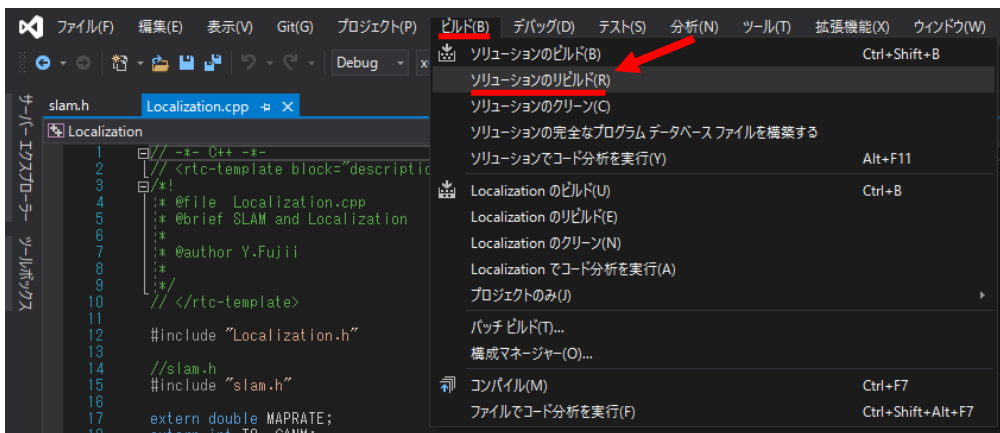 ファイル(F) 編集(E) 表示(V) Git(G) プロジェクト(P) ビルド(B) デバッグ(D) テスト(S) 分析(N) ツール(T) 拡張機能(X) ウィンドウ(W)
Debug
ソリューションのビルド(B) Ctrl+Shift+B
ソリューションのリビルド(R)
ソリューションのクリーン(C)
ソリューションの完全なプログラム データベース ファイルを構築する
ソリューションでコード分析を実行(Y) Alt+F11
Localization のビルド(U) Ctrl+B
Localization のリビルド(E)
Localization のクリーン(N)
Localization でコード分析を実行(A)
プロジェクトのみ(J)
バッチ ビルド(T)...
構成マネージャー(O)...
コンパイル(M) Ctrl+F7
ファイルでコード分析を実行(F) Ctrl+Shift+Alt+F7
サーバー エクスプローラー
ツールボックス
slam.h Localization.cpp
Localization
1 // -*- C++ -*-
2 // <rtc-template block="descriptio
3 /*!
4 * @file Localization.cpp
5 * @brief SLAM and Localization
6 *
7 * @author Y.Fujii
8 *
9 */
10 // </rtc-template>
11
12 #include "Localization.h"
13
14 //slam.h
15 #include "slam.h"
16
17 extern double MAPRATE;